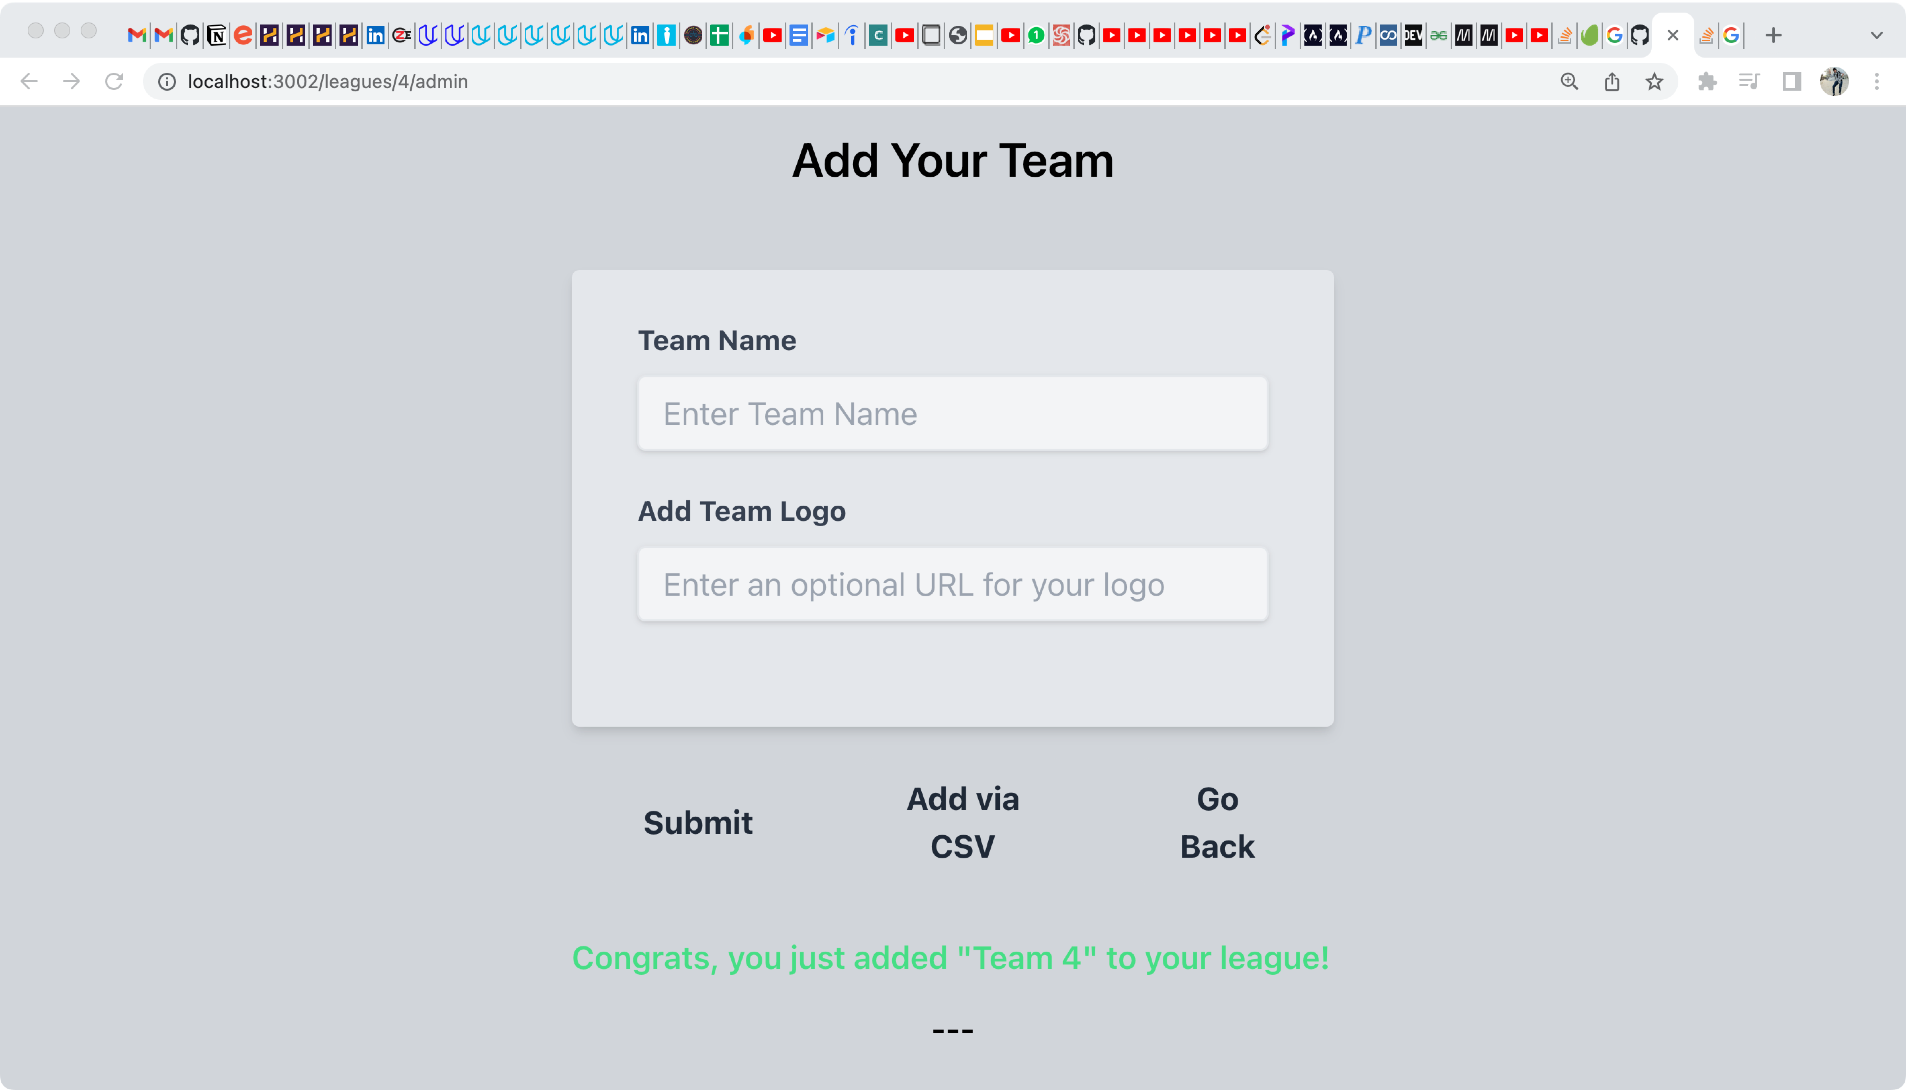 localhost:3002/leagues/4/admin
Add Your Team
Team Name
Enter Team Name
Add Team Logo
Enter an optional URL for your logo
Submit
Add via
CSV
Go
Back
Congrats, you just added "Team 4" to your league!
---